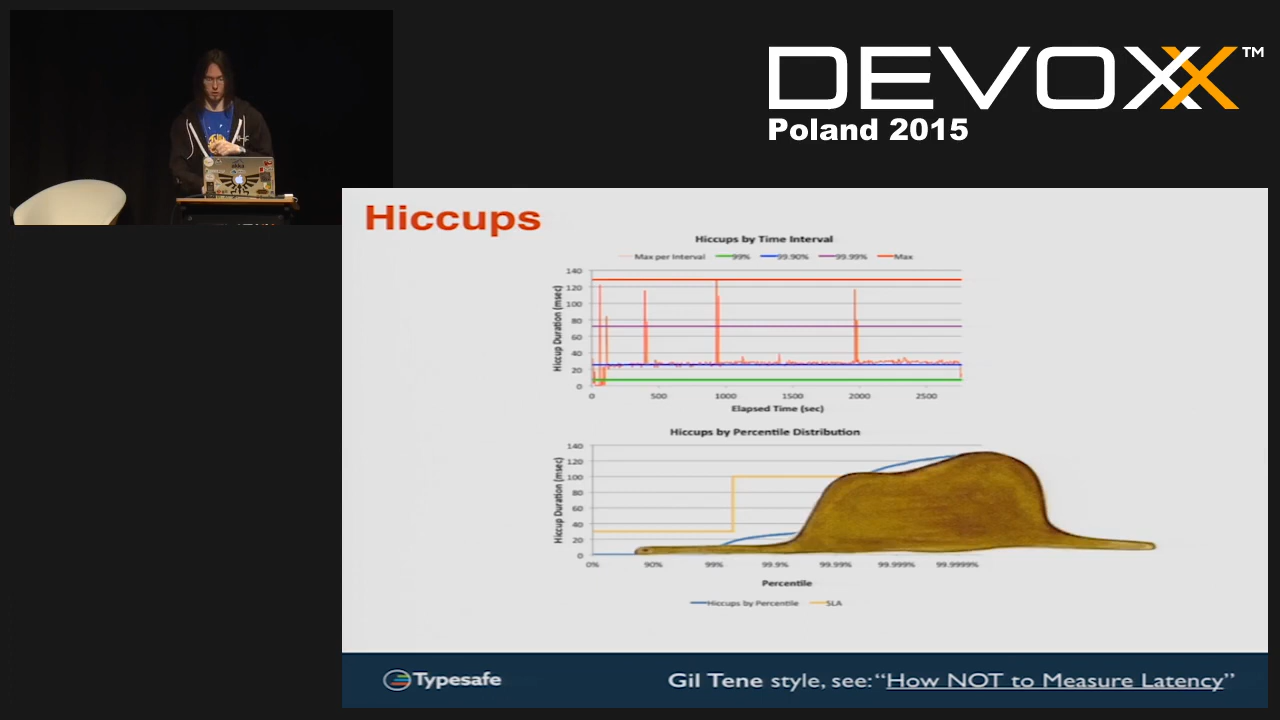 DEVOXX™
Poland 2015
Hiccups
Hiccups by Time Interval
Max per Interval 99% 99.90% 99.99% Max
Hiccup Duration (msec)
140
120
100
80
60
40
20
0
0 500 1000 1500 2000 2500
Elapsed Time (sec)
Hiccups by Percentile Distribution
Hiccup Duration (msec)
140
120
100
80
60
40
20
0
0% 90% 99% 99.9% 99.99% 99.999% 99.9999%
Percentile
Hiccups by Percentile SLA
Typesafe
Gil Tene style, see: “How NOT to Measure Latency”